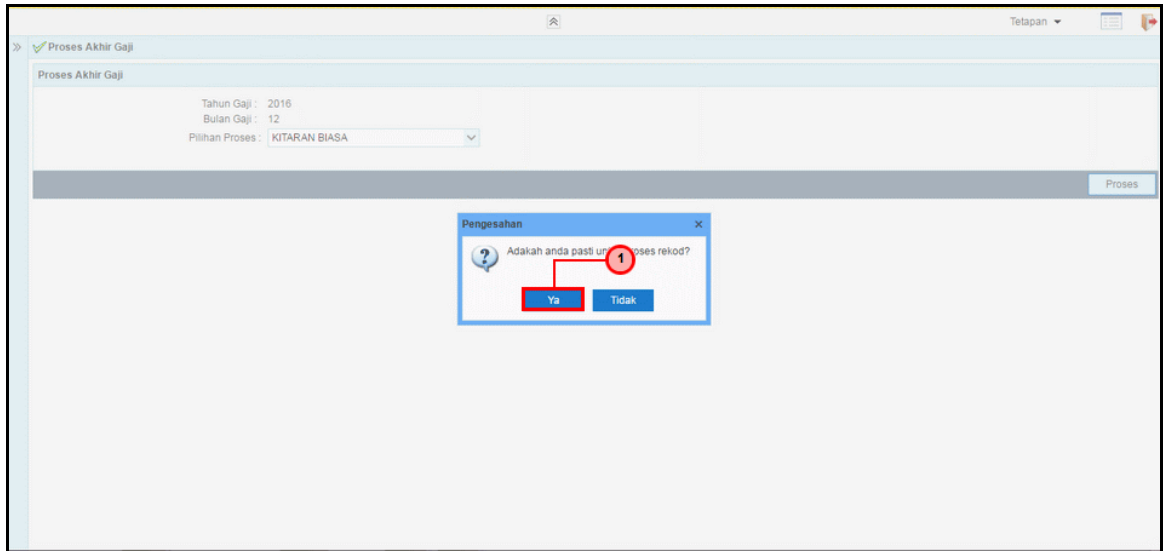 Tetapan
Proses Akhir Gaji
Proses Akhir Gaji
Tahun Gaji : 2016
Bulan Gaji : 12
Pilihan Proses : KITARAN BIASA
Proses
Pengesahan
Adakah anda pasti rekod?
1
Ya Tidak